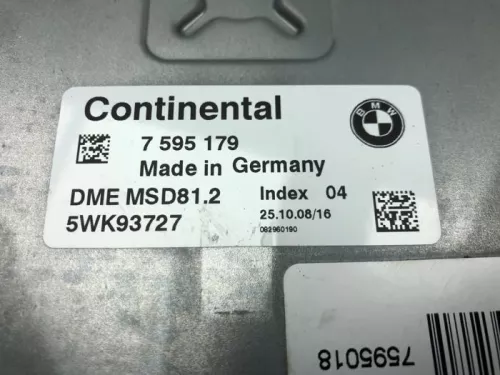 Continental
BMW
7 595 179
Made in Germany
DME MSD81.2 Index 04
5WK93727 25.10.08/16
082960190
7595018